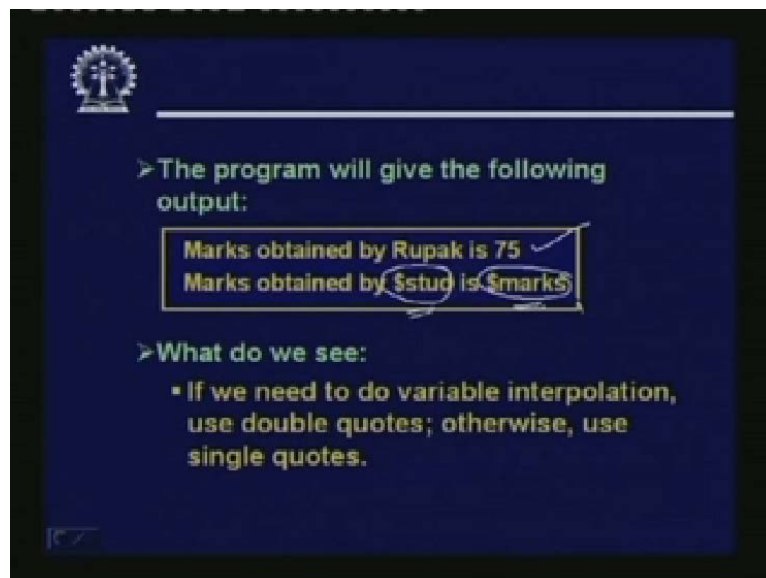 ➢The program will give the following
output:
Marks obtained by Rupak is 75
Marks obtained by $stud is $marks
➢What do we see:
▪ If we need to do variable interpolation,
use double quotes; otherwise, use
single quotes.